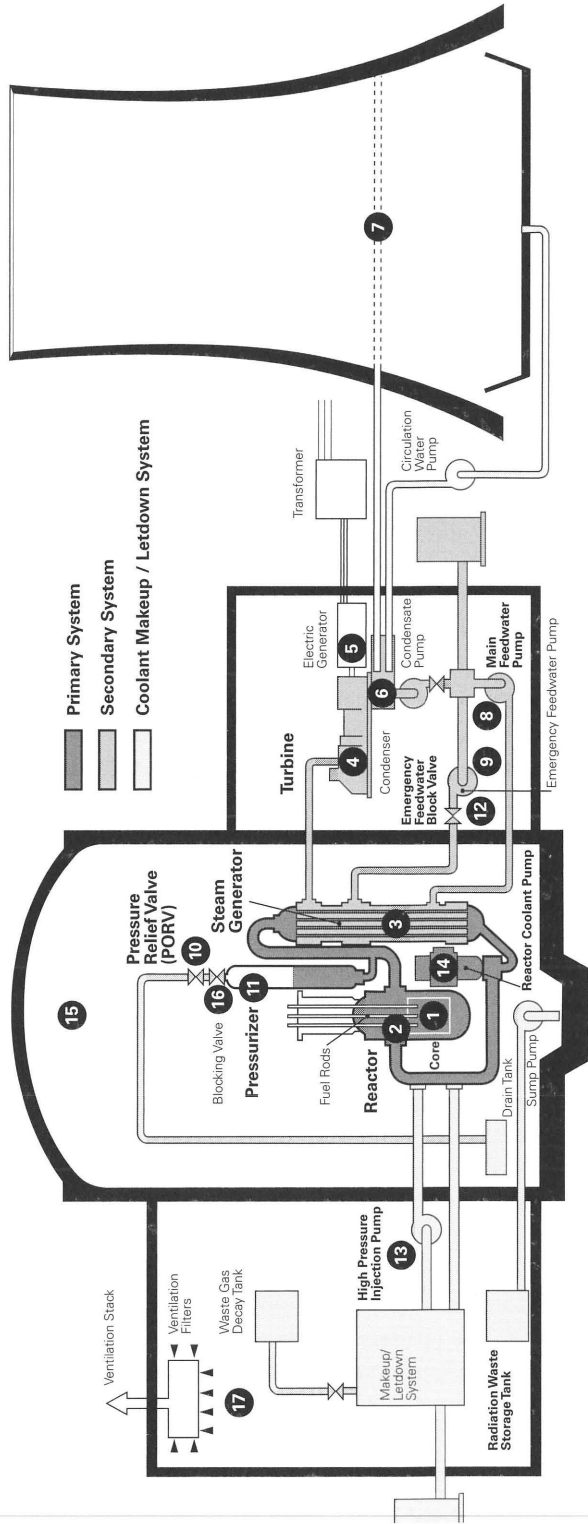 Primary System
Secondary System
Coolant Makeup / Letdown System
Ventilation Stack
Ventilation Filters
17
Waste Gas
Decay Tank
High Pressure
Injection Pump
13
Makeup/
Letdown
System
Radiation Waste
Storage Tank
15
Pressure
Relief Valve
(PORV)
10
Blocking Valve
16
11
Pressurizer
Fuel Rods
Reactor
2
1
Core
Steam
Generator
3
14
Reactor Coolant Pump
Drain Tank
Sump Pump
Turbine
4
Electric
Generator
5
Transformer
Condenser
6
Condensate
Pump
Emergency
Feedwater
Block Valve
12
9
8
Main
Feedwater
Pump
Emergency Feedwater Pump
Circulation
Water
Pump
7